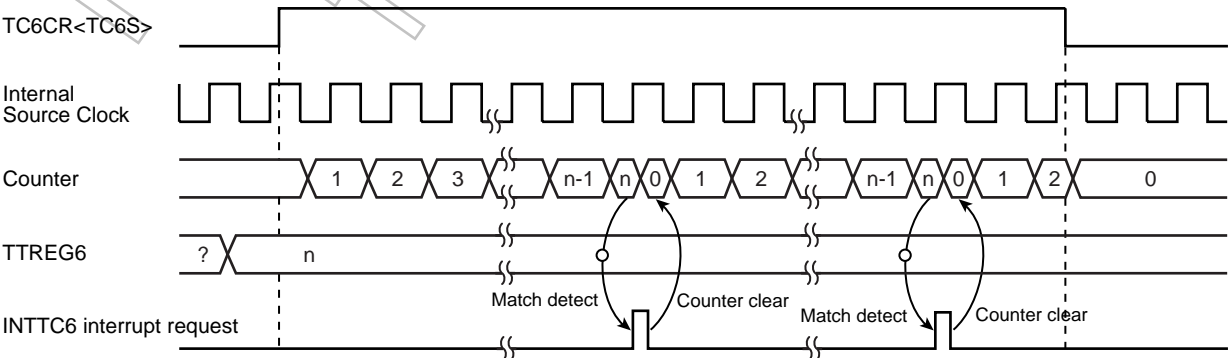 TC6CR<TC6S>
Internal
Source Clock
Counter 1 2 3 n-1 n 0 1 2 n-1 n 0 1 2 0
TTREG6 ? n
Match detect Counter clear Match detect Counter clear
INTTC6 interrupt request